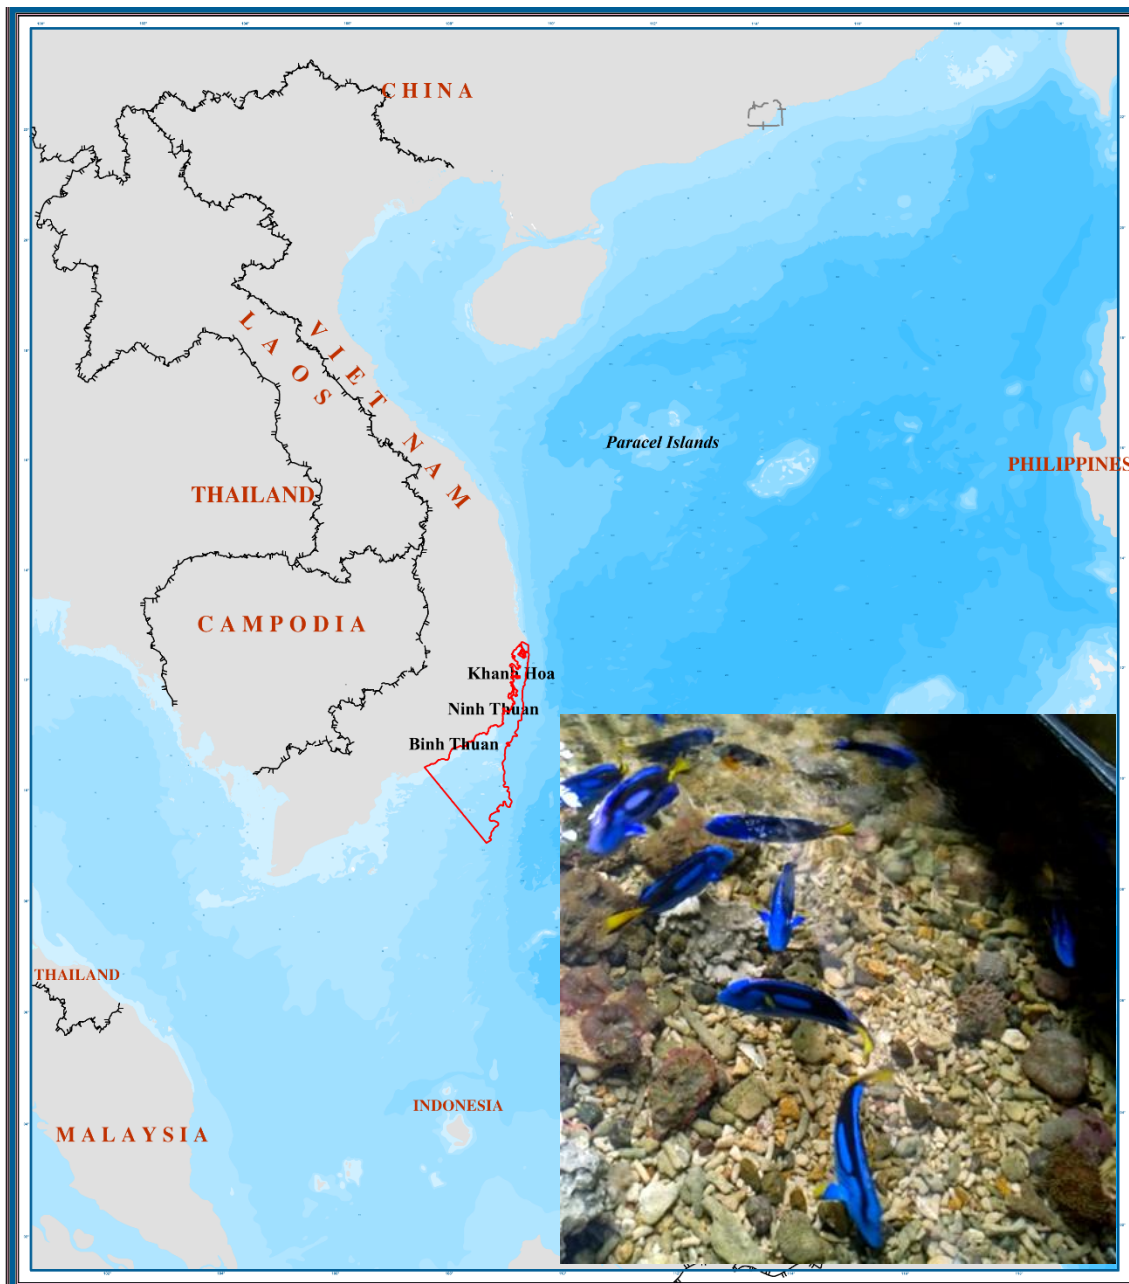 CHINA
VIET NAM
LAOS
Paracel Islands
PHILIPPINES
THAILAND
CAMPODIA
Khanh Hoa
Ninh Thuan
Binh Thuan
THAILAND
INDONESIA
MALAYSIA